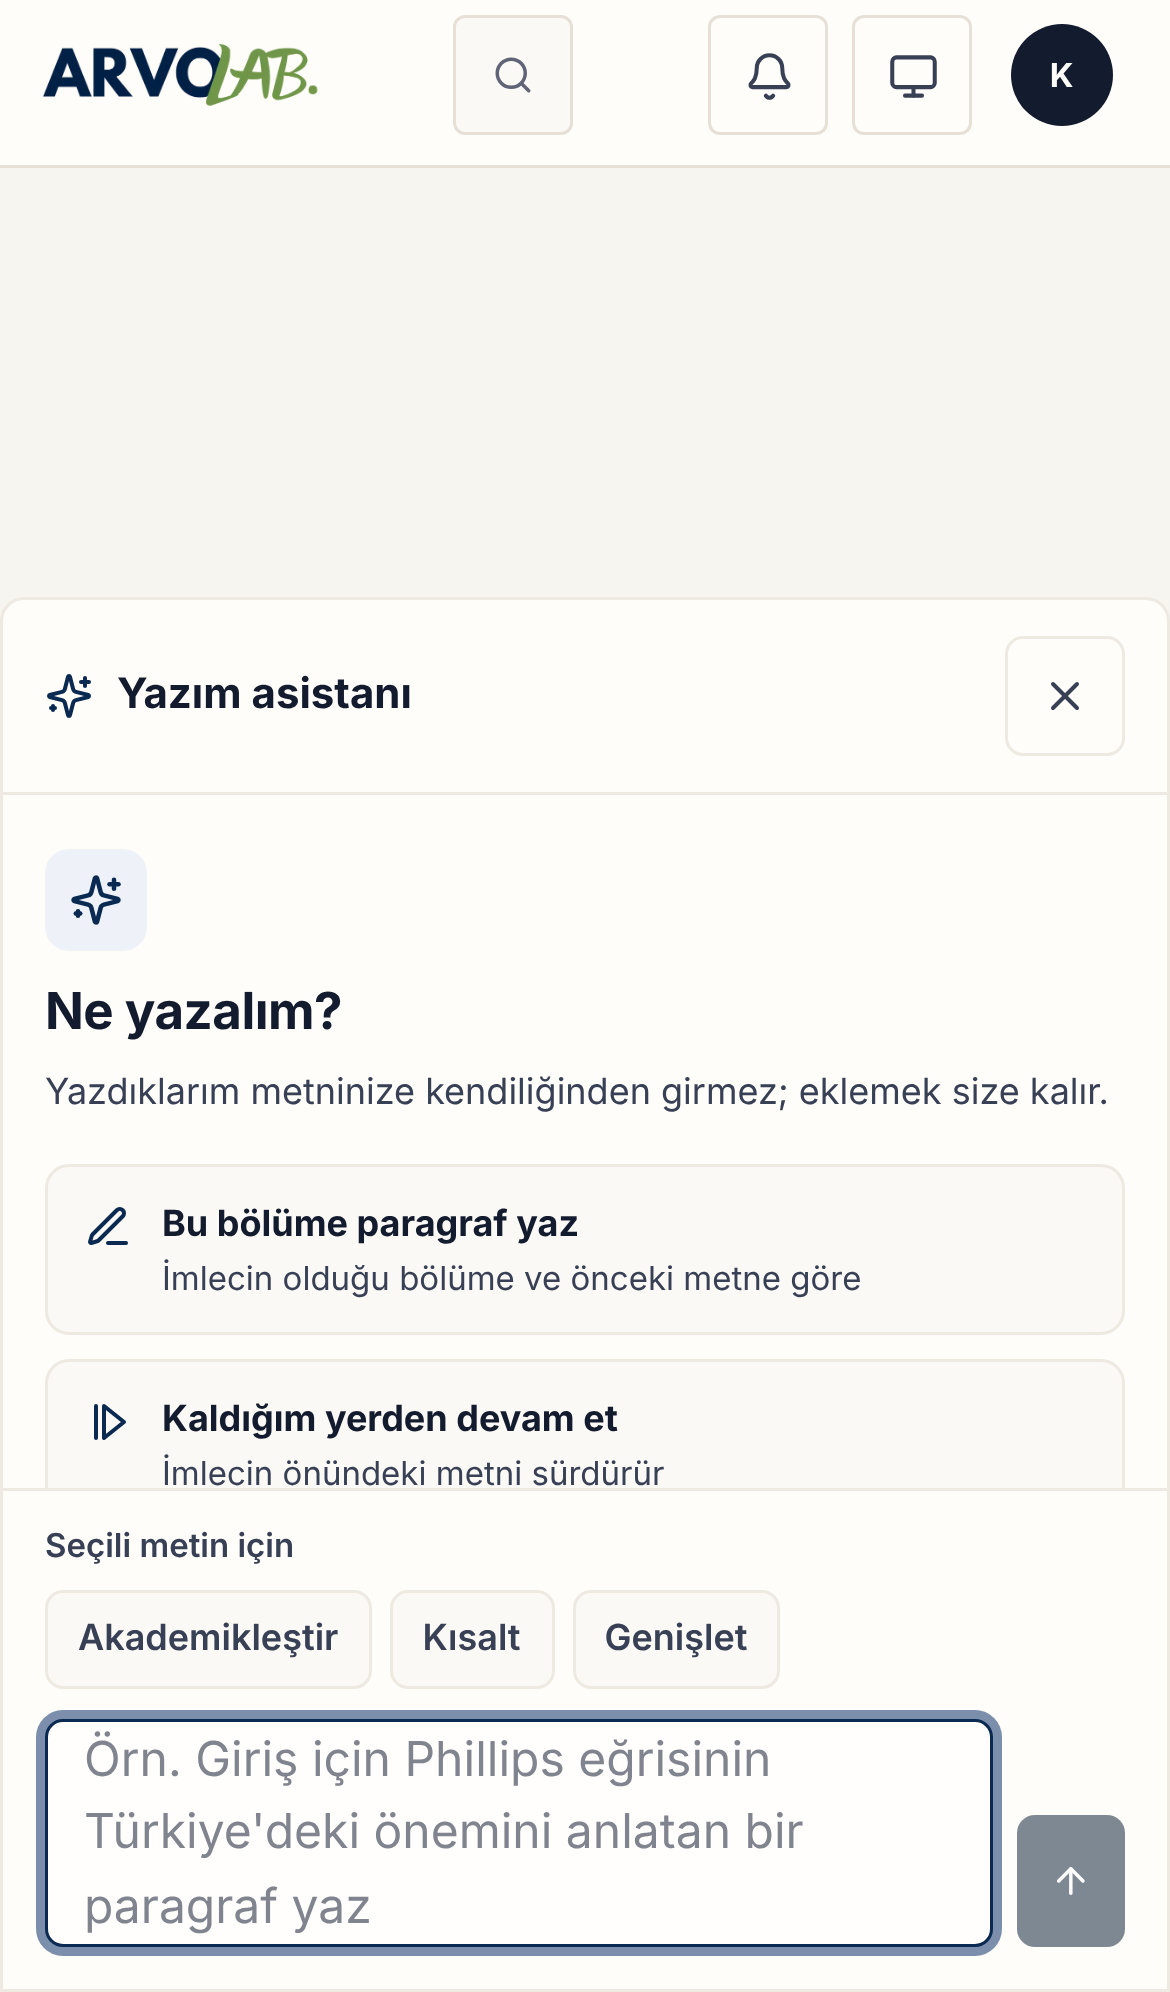 ARVOLAB.
K
Yazım asistanı
Ne yazalım?
Yazdıklarım metninize kendiliğinden girmez; eklemek size kalır.
Bu bölüme paragraf yaz
İmlecin olduğu bölüme ve önceki metne göre
Kaldığım yerden devam et
İmlecin önündeki metni sürdürür
Seçili metin için
Akademikleştir
Kısalt
Genişlet
Örn. Giriş için Phillips eğrisinin
Türkiye'deki önemini anlatan bir
paragraf yaz